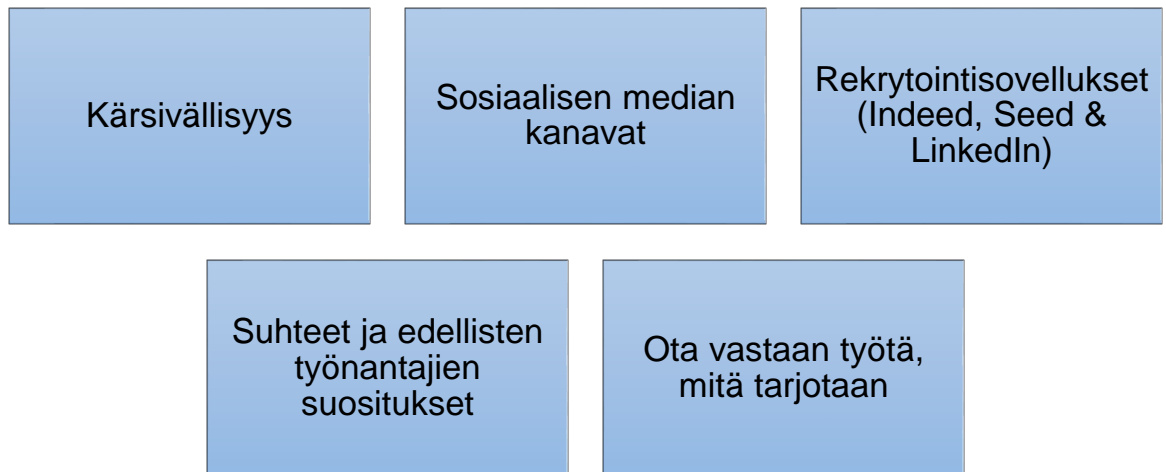 Kärsivällisyys
Sosiaalisen median
kanavat
Rekrytointisovellukset
(Indeed, Seed &
LinkedIn)
Suhteet ja edellisten
työnantajien
suositukset
Ota vastaan työtä,
mitä tarjotaan